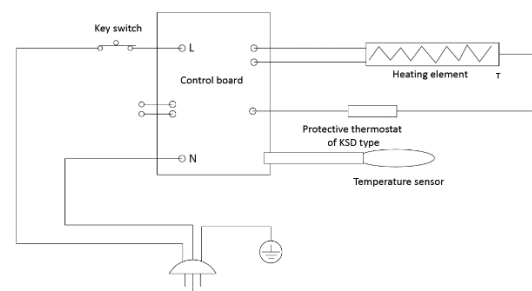 Key switch
L
Control board
Heating element
T
Protective thermostat
of KSD type
N
Temperature sensor